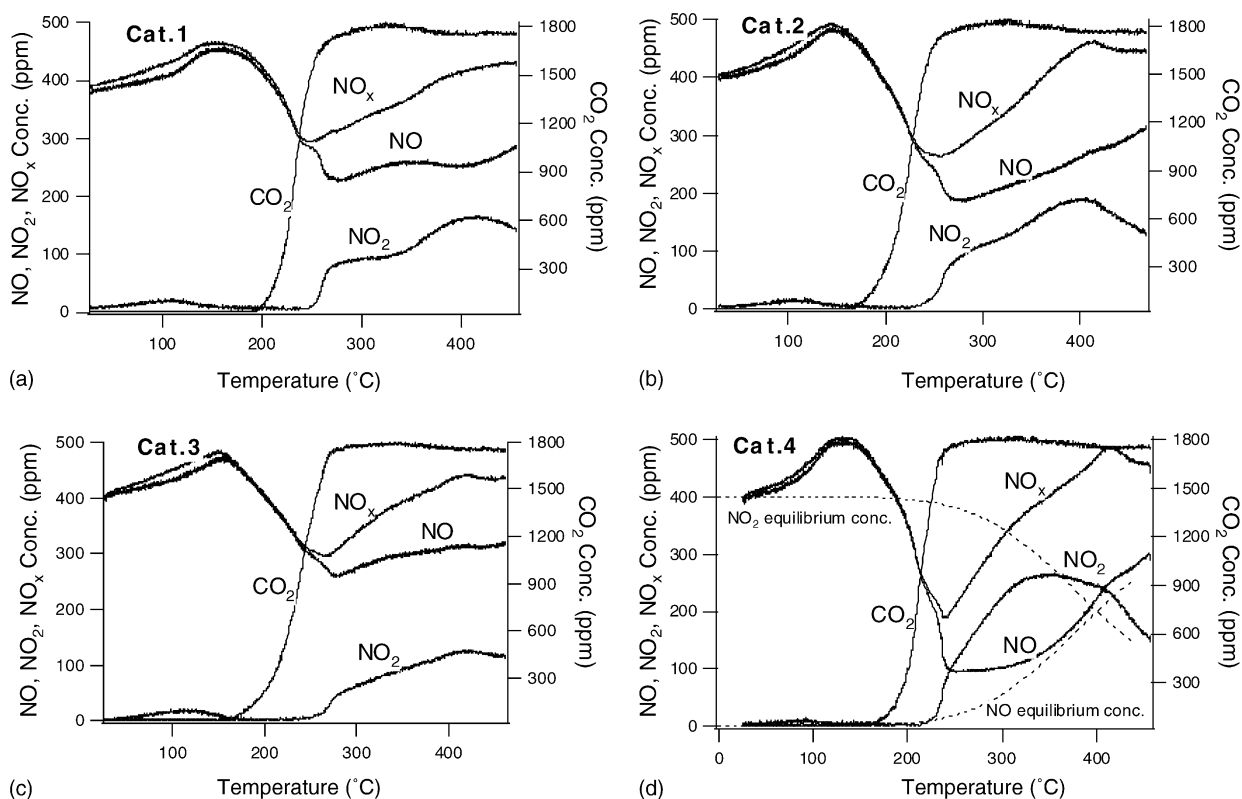 Cat.1
NO, NO2, NOx Conc. (ppm)
500
400
300
200
100
0
NOx
NO
CO2
NO2
1800
1500
1200
900
600
300
CO2 Conc. (ppm)
100 200 300 400
Temperature (˚C)
(a)
Cat.2
NO, NO2, NOx Conc. (ppm)
500
400
300
200
100
0
NOx
CO2
NO
NO2
1800
1500
1200
900
600
300
CO2 Conc. (ppm)
100 200 300 400
Temperature (˚C)
(b)
Cat.3
NO, NO2, NOx Conc. (ppm)
500
400
300
200
100
0
NOx
NO
CO2
NO2
1800
1500
1200
900
600
300
CO2 Conc. (ppm)
100 200 300 400
Temperature (˚C)
(c)
Cat.4
NO, NO2, NOx Conc. (ppm)
500
400
300
200
100
0
NOx
NO2 equilibrium conc.
NO2
CO2
NO
NO equilibrium conc.
1800
1500
1200
900
600
300
CO2 Conc. (ppm)
0 100 200 300 400
Temperature (˚C)
(d)